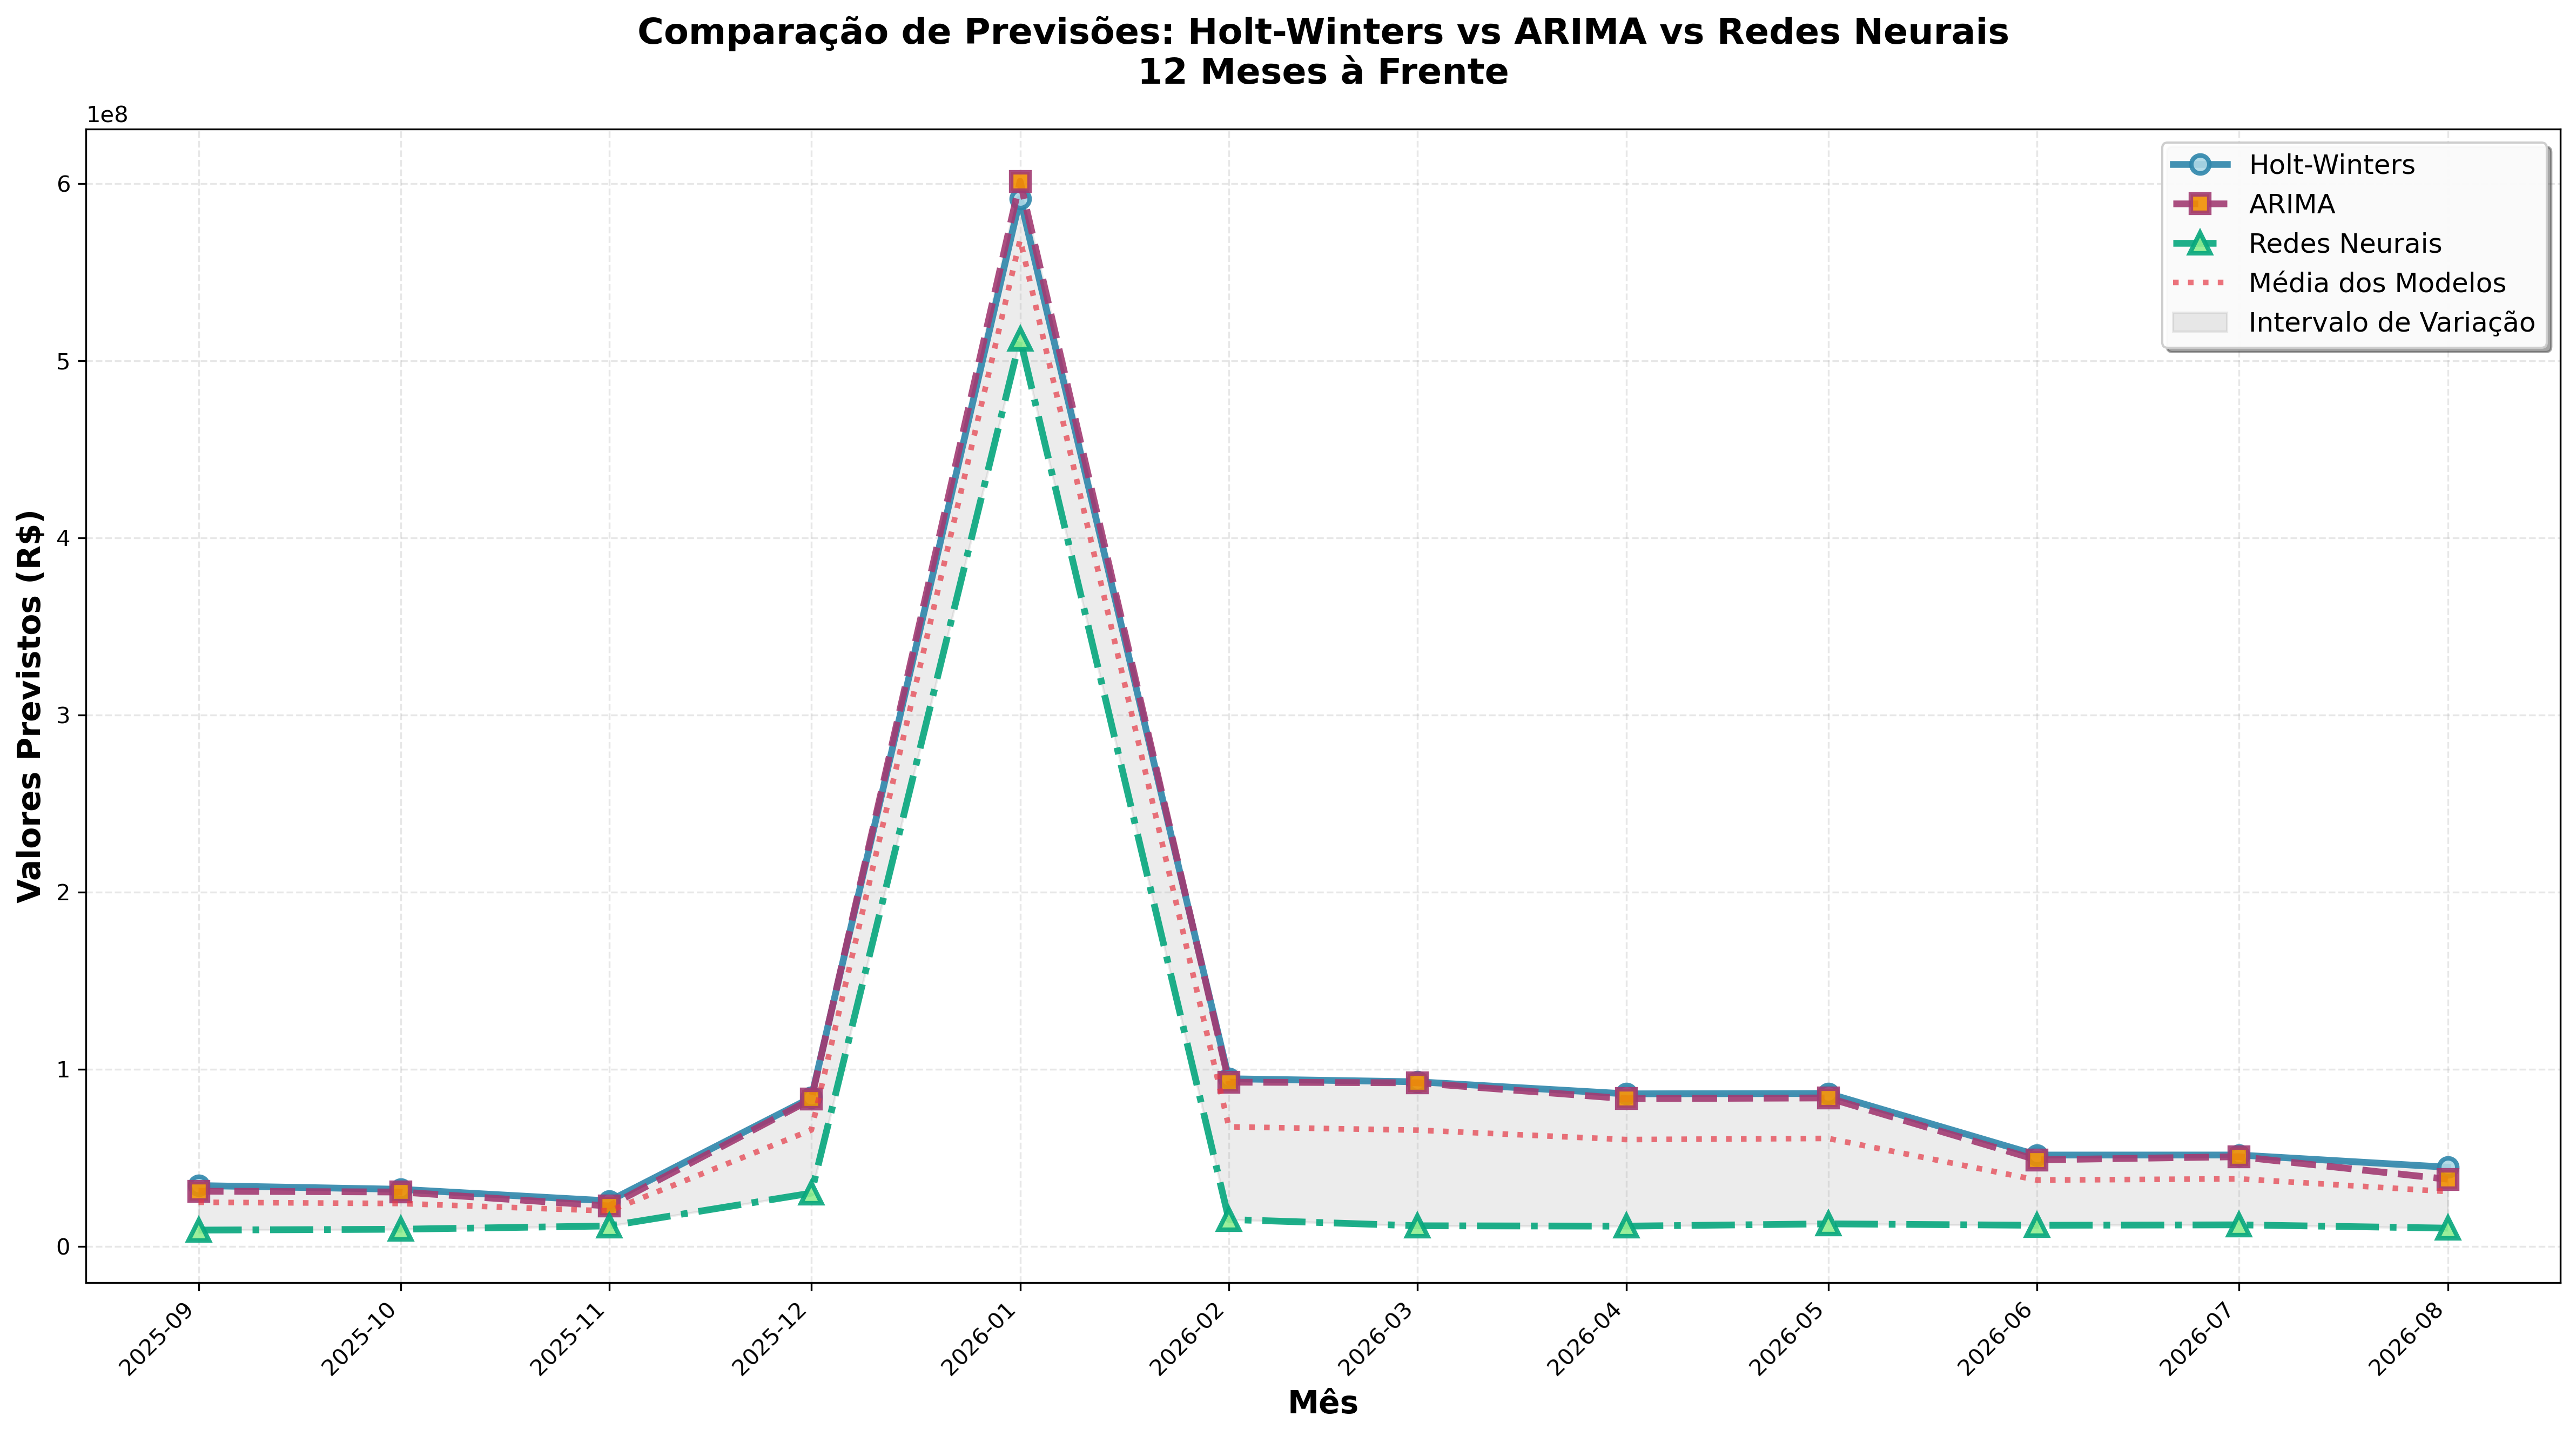 Comparação de Previsões: Holt-Winters vs ARIMA vs Redes Neurais
12 Meses à Frente
1e8
6
5
4
3
2
1
0
Valores Previstos (R$)
Holt-Winters
ARIMA
Redes Neurais
Média dos Modelos
Intervalo de Variação
2025-09
2025-10
2025-11
2025-12
2026-01
2026-02
2026-03
2026-04
2026-05
2026-06
2026-07
2026-08
Mês